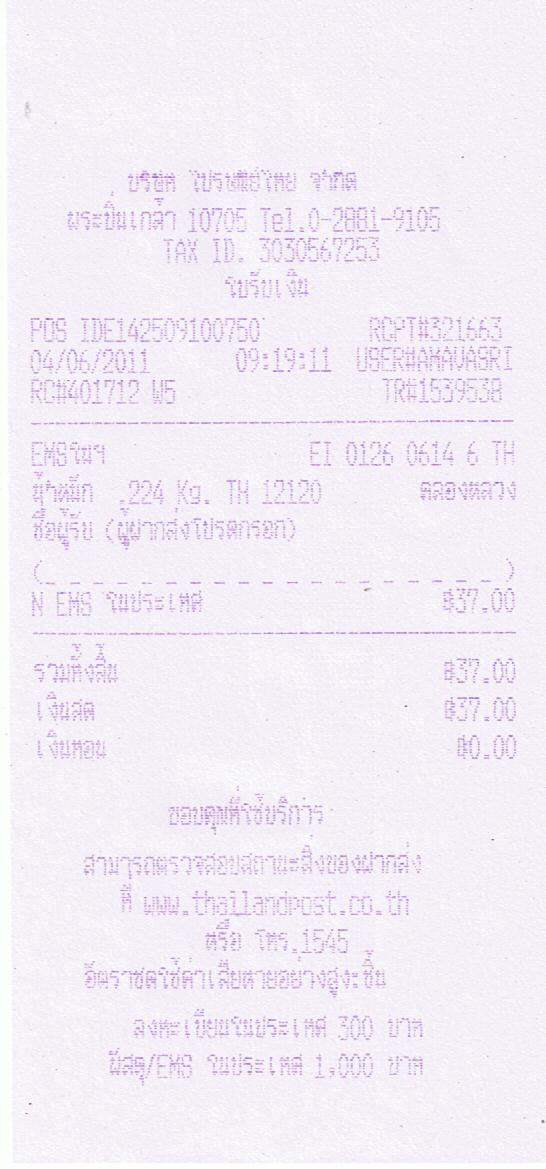 บริษัท ไปรษณีย์ไทย จำกัด
พระปิ่นเกล้า 10705 Tel.0-2881-9105
TAX ID. 3030567253
ใบรับเงิน
POS IDE142509100750 RCPT#321663
04/06/2011 09:19:11 USER#AMAVASRI
RC#401712 W5 TR#1539538
EMSในฯ EI 0126 0614 6 TH
น้ำหนัก .224 Kg. TH 12120 คลองหลวง
ชื่อผู้รับ (ผู้ฝากส่งโปรดกรอก)
(_ _ _ _ _ _ _ _ _ _ _ _ _ _ _ _ _ _ _)
N EMS ในประเทศ ฿37.00
รวมทั้งสิ้น ฿37.00
เงินสด ฿37.00
เงินทอน ฿0.00
ขอบคุณที่ใช้บริการ
สามารถตรวจสอบสถานะสิ่งของฝากส่ง
ที่ www.thailandpost.co.th
หรือ โทร.1545
อัตราชดใช้ค่าเสียหายอย่างสูง:ชิ้น
ลงทะเบียนในประเทศ 300 บาท
พัสดุ/EMS ในประเทศ 1,000 บาท